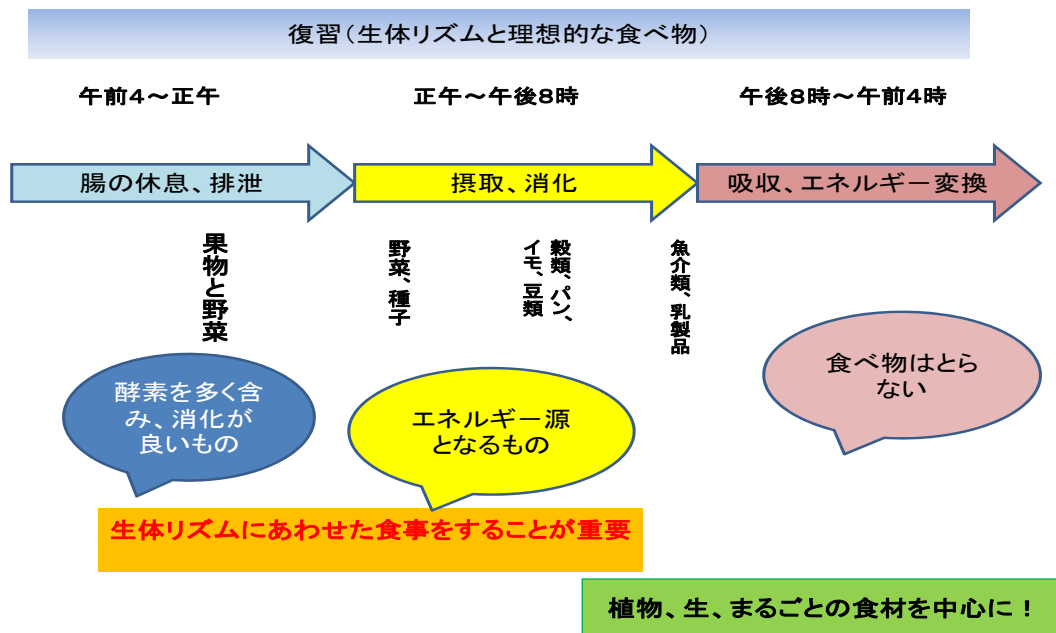 復習（生体リズムと理想的な食べ物）
午前4～正午
正午～午後8時
午後8時～午前4時
腸の休息、排泄
摂取、消化
吸収、エネルギー変換
果物と野菜
野菜、種子
穀類、パン、
イモ、豆類
魚介類、乳製品
酵素を多く含
み、消化が
良いもの
エネルギー源
となるもの
食べ物はとら
ない
生体リズムにあわせた食事をすることが重要
植物、生、まるごとの食材を中心に！